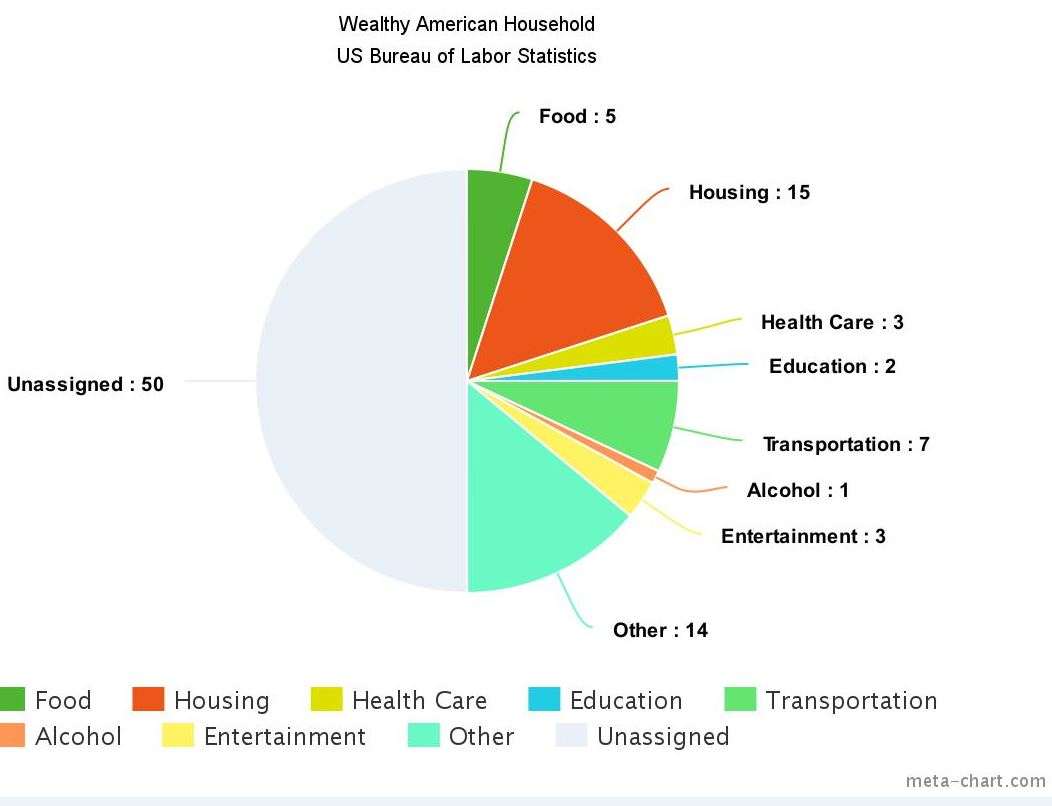 Wealthy American Household
US Bureau of Labor Statistics
Food : 5
Housing : 15
Health Care : 3
Education : 2
Unassigned : 50
Transportation : 7
Alcohol : 1
Entertainment : 3
Other : 14
Food Housing Health Care Education Transportation
Alcohol Entertainment Other Unassigned
meta-chart.com